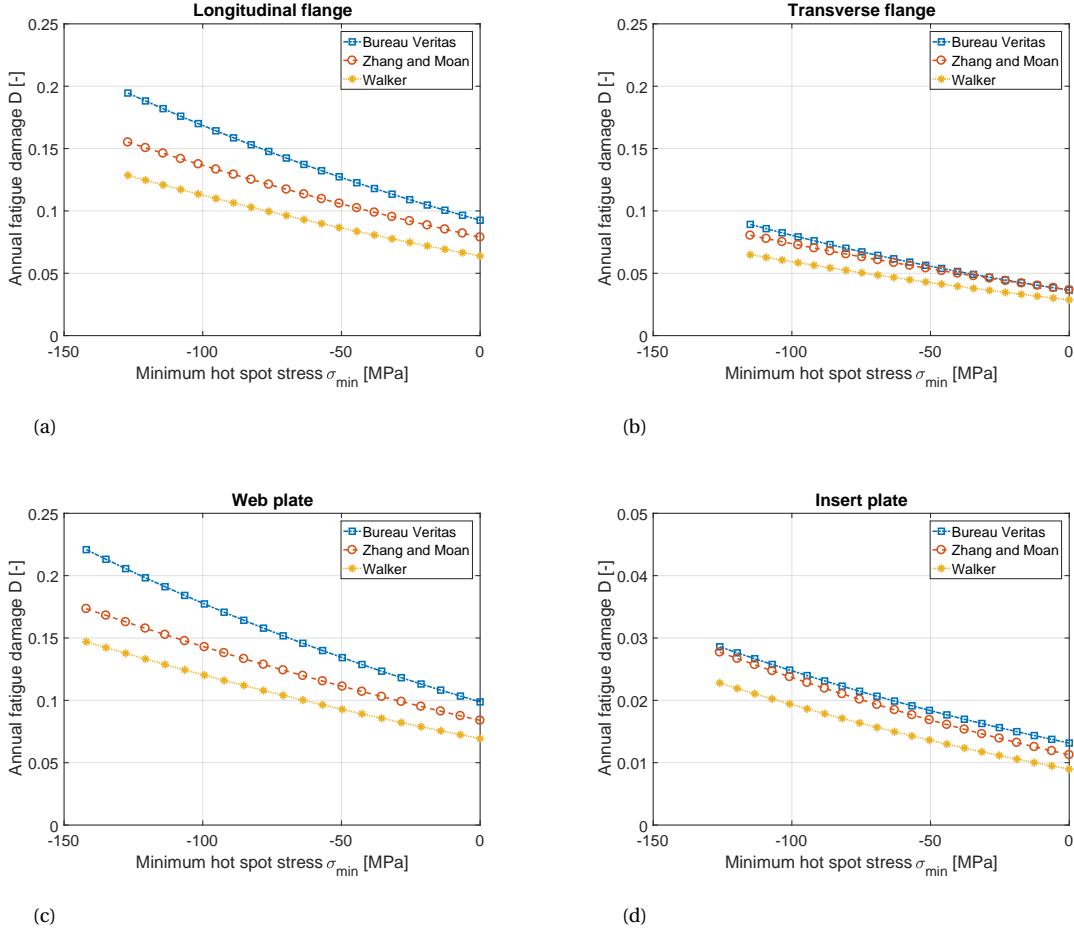 Longitudinal flange
0.25
0.2
0.15
0.1
0.05
0
-150
-100
-50
0
Annual fatigue damage D [-]
Minimum hot spot stress σmin [MPa]
Bureau Veritas
Zhang and Moan
Walker
(a)
Transverse flange
0.25
0.2
0.15
0.1
0.05
0
-150
-100
-50
0
Annual fatigue damage D [-]
Minimum hot spot stress σmin [MPa]
Bureau Veritas
Zhang and Moan
Walker
(b)
Web plate
0.25
0.2
0.15
0.1
0.05
0
-150
-100
-50
0
Annual fatigue damage D [-]
Minimum hot spot stress σmin [MPa]
Bureau Veritas
Zhang and Moan
Walker
(c)
Insert plate
0.05
0.04
0.03
0.02
0.01
0
-150
-100
-50
0
Annual fatigue damage D [-]
Minimum hot spot stress σmin [MPa]
Bureau Veritas
Zhang and Moan
Walker
(d)